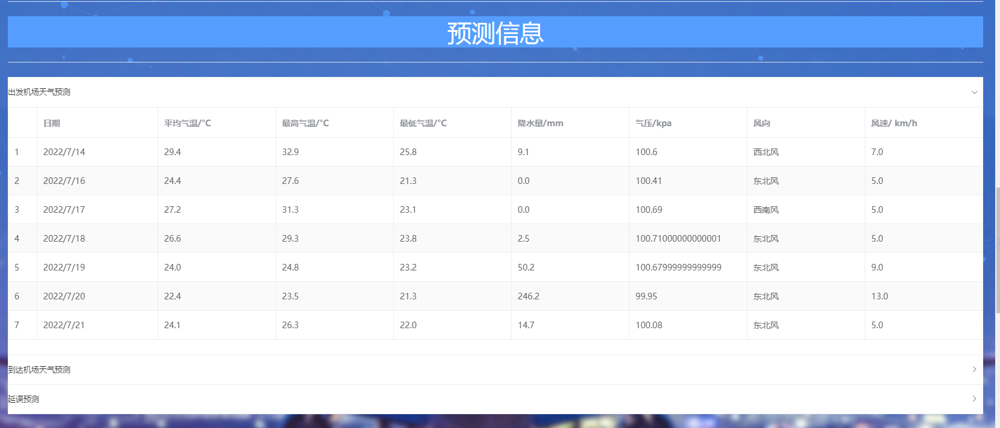 预测信息
出发机场天气预测
日期 平均气温/°C 最高气温/°C 最低气温/°C 降水量/mm 气压/kpa 风向 风速/ km/h
1 2022/7/14 29.4 32.9 25.8 9.1 100.6 西北风 7.0
2 2022/7/16 24.4 27.6 21.3 0.0 100.41 东北风 5.0
3 2022/7/17 27.2 31.3 23.1 0.0 100.69 西南风 5.0
4 2022/7/18 26.6 29.3 23.8 2.5 100.71000000000001 东北风 5.0
5 2022/7/19 24.0 24.8 23.2 50.2 100.67999999999999 东北风 9.0
6 2022/7/20 22.4 23.5 21.3 246.2 99.95 东北风 13.0
7 2022/7/21 24.1 26.3 22.0 14.7 100.08 东北风 5.0
到达机场天气预测
延误预测